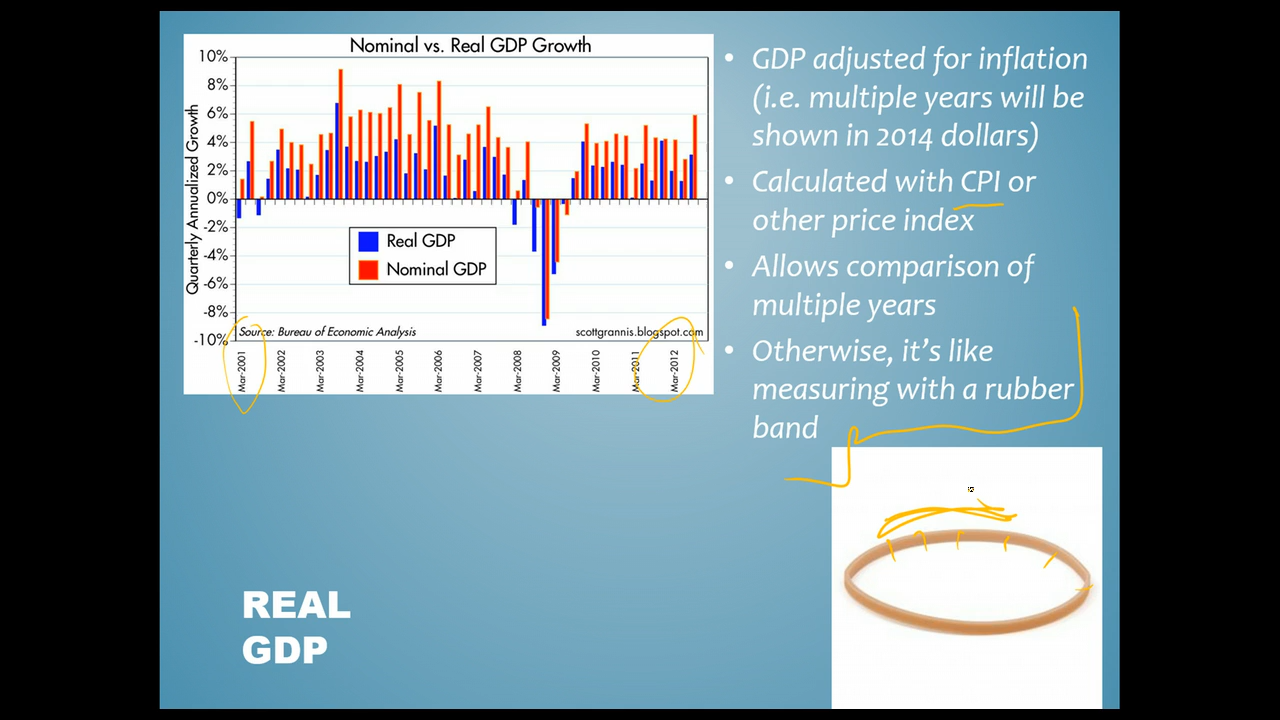 Nominal vs. Real GDP Growth
Quarterly Annualized Growth
10%
8%
6%
4%
2%
0%
-2%
-4%
-6%
-8%
-10%
Real GDP
Nominal GDP
Source: Bureau of Economic Analysis
scottgrannis.blogspot.com
Mar-2001
Mar-2002
Mar-2003
Mar-2004
Mar-2005
Mar-2006
Mar-2007
Mar-2008
Mar-2009
Mar-2010
Mar-2011
Mar-2012
• GDP adjusted for inflation
(i.e. multiple years will be
shown in 2014 dollars)
• Calculated with CPI or
other price index
• Allows comparison of
multiple years
• Otherwise, it's like
measuring with a rubber
band
REAL
GDP